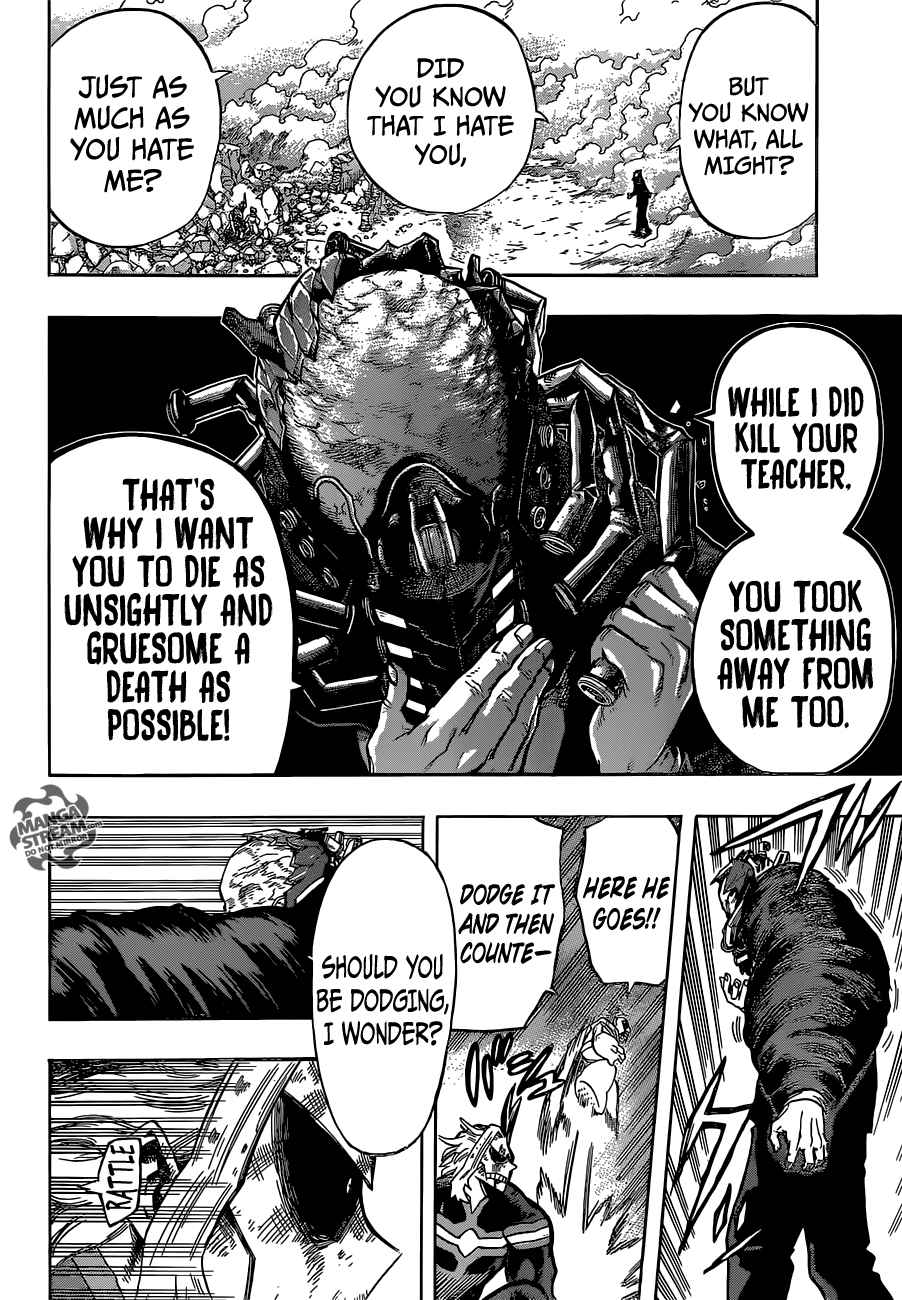 BUT
YOU KNOW
WHAT, ALL
MIGHT?
DID
YOU KNOW
THAT I HATE
YOU,
JUST AS
MUCH AS
YOU HATE
ME?
WHILE I DID
KILL YOUR
TEACHER,
YOU TOOK
SOMETHING
AWAY FROM
ME TOO.
THAT'S
WHY I WANT
YOU TO DIE AS
UNSIGHTLY AND
GRUESOME A
DEATH AS
POSSIBLE!
HERE HE
GOES!!
DODGE IT
AND THEN
COUNTE-
SHOULD YOU
BE DODGING,
I WONDER?
RATTLE
MANGA
STREAM.com
DO NOT MIRROR